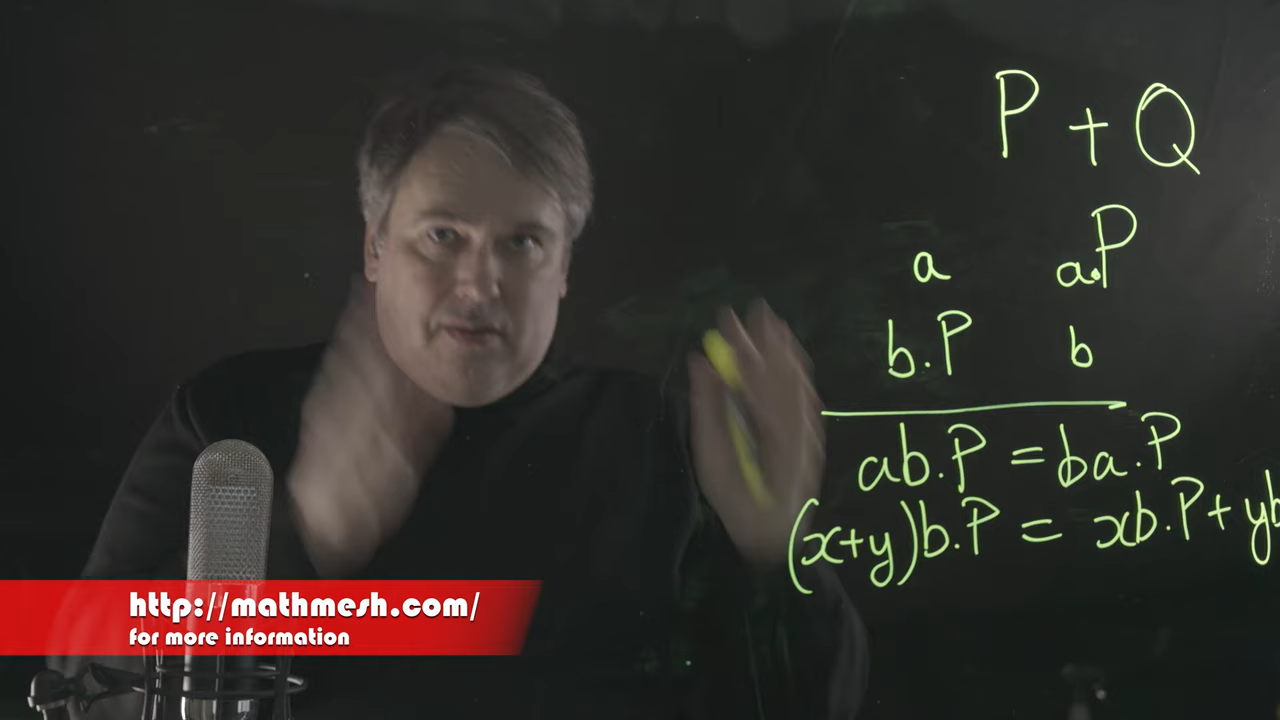 P + Q
a a.P
b.P b
ab.P = ba.P
(x+y)b.P = xb.P + yb
http://mathmesh.com/
for more information